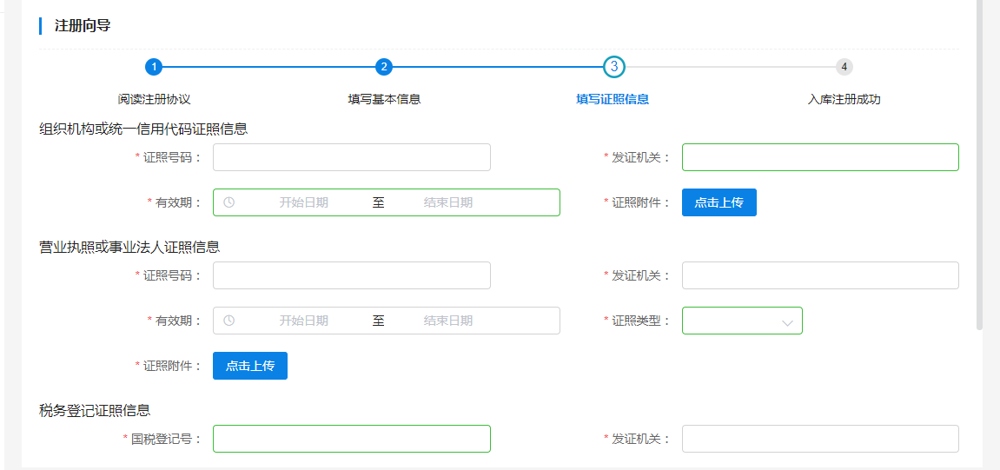 注册向导
1 2 3 4
阅读注册协议 填写基本信息 填写证照信息 入库注册成功
组织机构或统一信用代码证照信息
* 证照号码： * 发证机关：
* 有效期： 开始日期 至 结束日期 * 证照附件： 点击上传
营业执照或事业法人证照信息
* 证照号码： * 发证机关：
* 有效期： 开始日期 至 结束日期 * 证照类型：
* 证照附件： 点击上传
税务登记证照信息
* 国税登记号： * 发证机关：